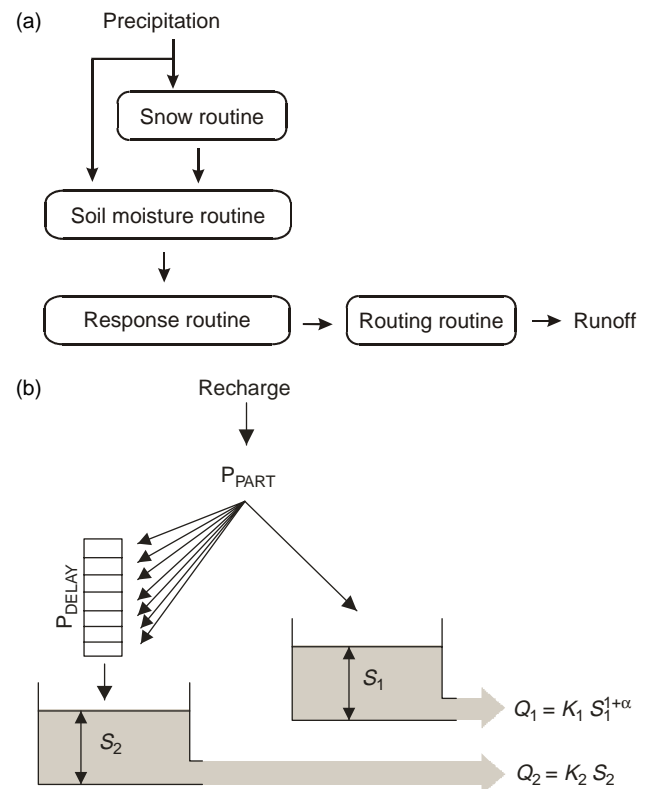 (a)
Precipitation
Snow routine
Soil moisture routine
Response routine
Routing routine
Runoff
(b)
Recharge
P_PART
P_DELAY
S_1
Q_1 = K_1 S_1^{1+α}
S_2
Q_2 = K_2 S_2